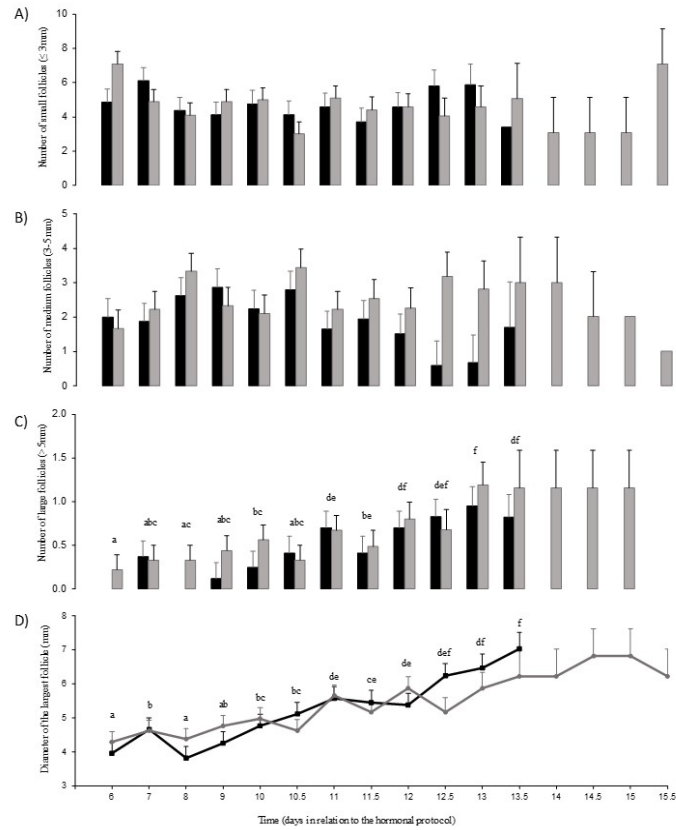 A)
Number of small follicles (≤ 3mm)
10
8
6
4
2
0
B)
Number of medium follicles (3-5 mm)
5
4
3
2
1
0
C)
Number of large follicles (> 5mm)
2.0
1.5
1.0
0.5
0.0
a abc ac abc bc abc de be df def f df
D)
Diameter of the largest follicle (mm)
8
7
6
5
4
3
a b a ab bc bc de ce de def df f
6 7 8 9 10 10.5 11 11.5 12 12.5 13 13.5 14 14.5 15 15.5
Time (days in relation to the hormonal protocol)